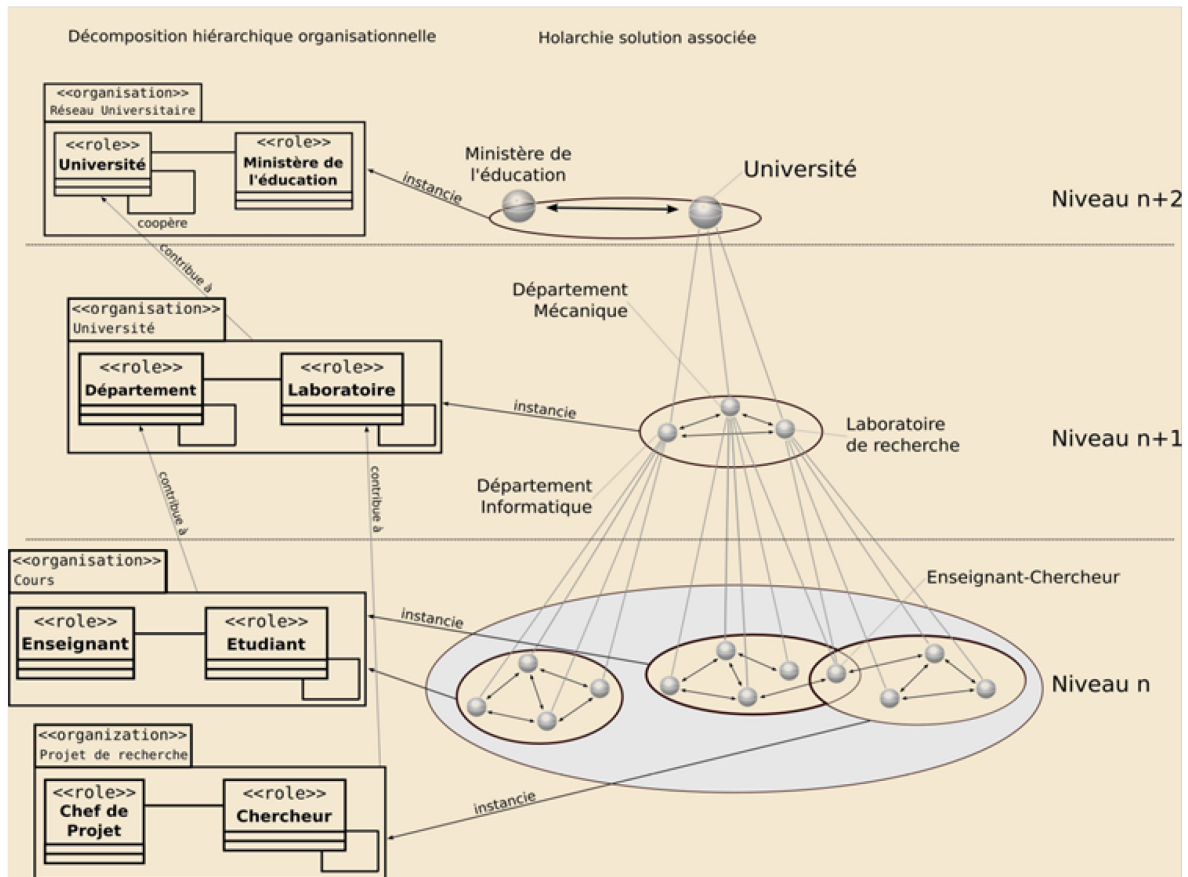 Décomposition hiérarchique organisationnelle
Holarchie solution associée
<<organisation>>
Réseau Universitaire
<<role>>
Université
<<role>>
Ministère de
l'éducation
coopère
instancie
Ministère de
l'éducation
Université
Niveau n+2
contribue à
<<organisation>>
Université
<<role>>
Département
<<role>>
Laboratoire
instancie
Département
Mécanique
Laboratoire
de recherche
Département
Informatique
Niveau n+1
contribue à
contribue à
<<organisation>>
Cours
<<role>>
Enseignant
<<role>>
Etudiant
instancie
Enseignant-Chercheur
Niveau n
<<organization>>
Projet de recherche
<<role>>
Chef de
Projet
<<role>>
Chercheur
instancie